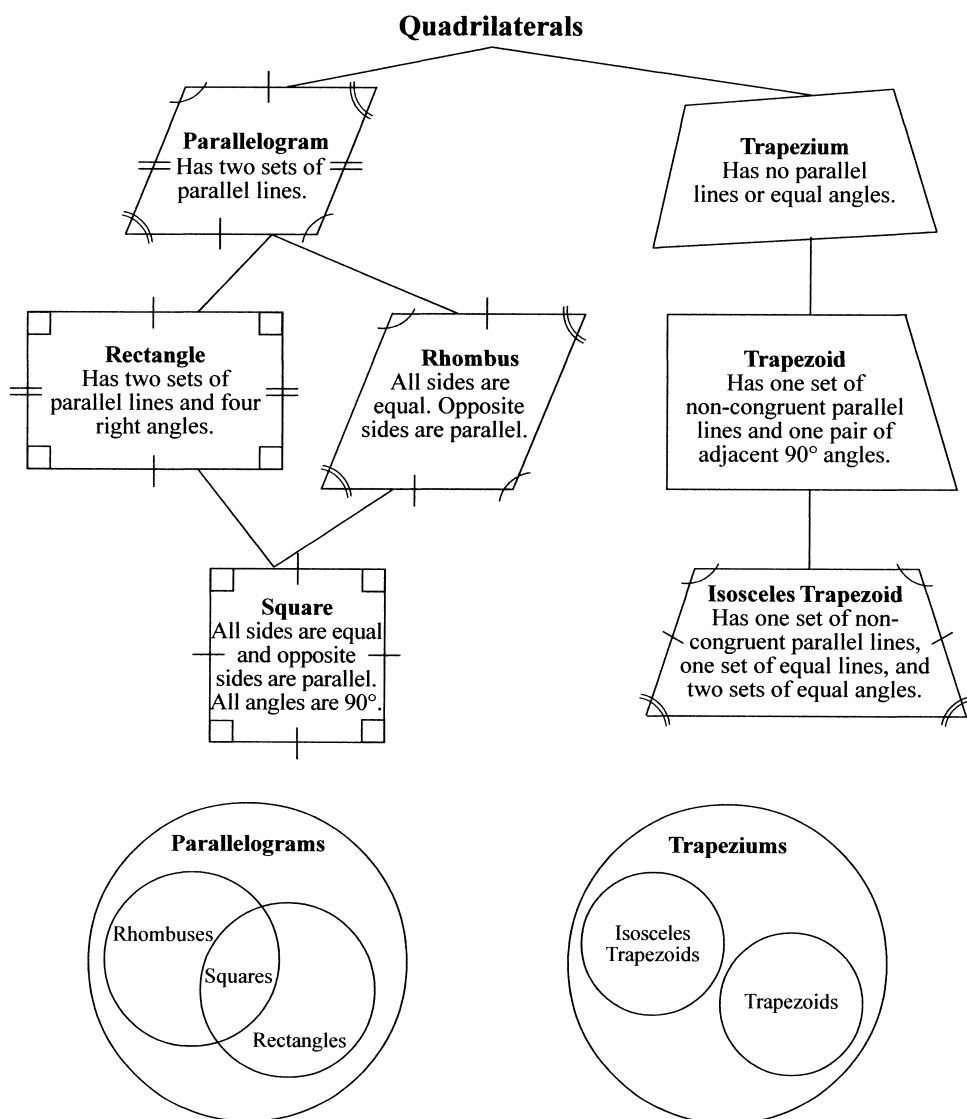 Quadrilaterals
Parallelogram
Has two sets of
parallel lines.
Trapezium
Has no parallel
lines or equal angles.
Rectangle
Has two sets of
parallel lines and four
right angles.
Rhombus
All sides are
equal. Opposite
sides are parallel.
Trapezoid
Has one set of
non-congruent parallel
lines and one pair of
adjacent 90° angles.
Square
All sides are equal
and opposite
sides are parallel.
All angles are 90°.
Isosceles Trapezoid
Has one set of non-
congruent parallel lines,
one set of equal lines, and
two sets of equal angles.
Parallelograms
Rhombuses
Squares
Rectangles
Trapeziums
Isosceles
Trapezoids
Trapezoids